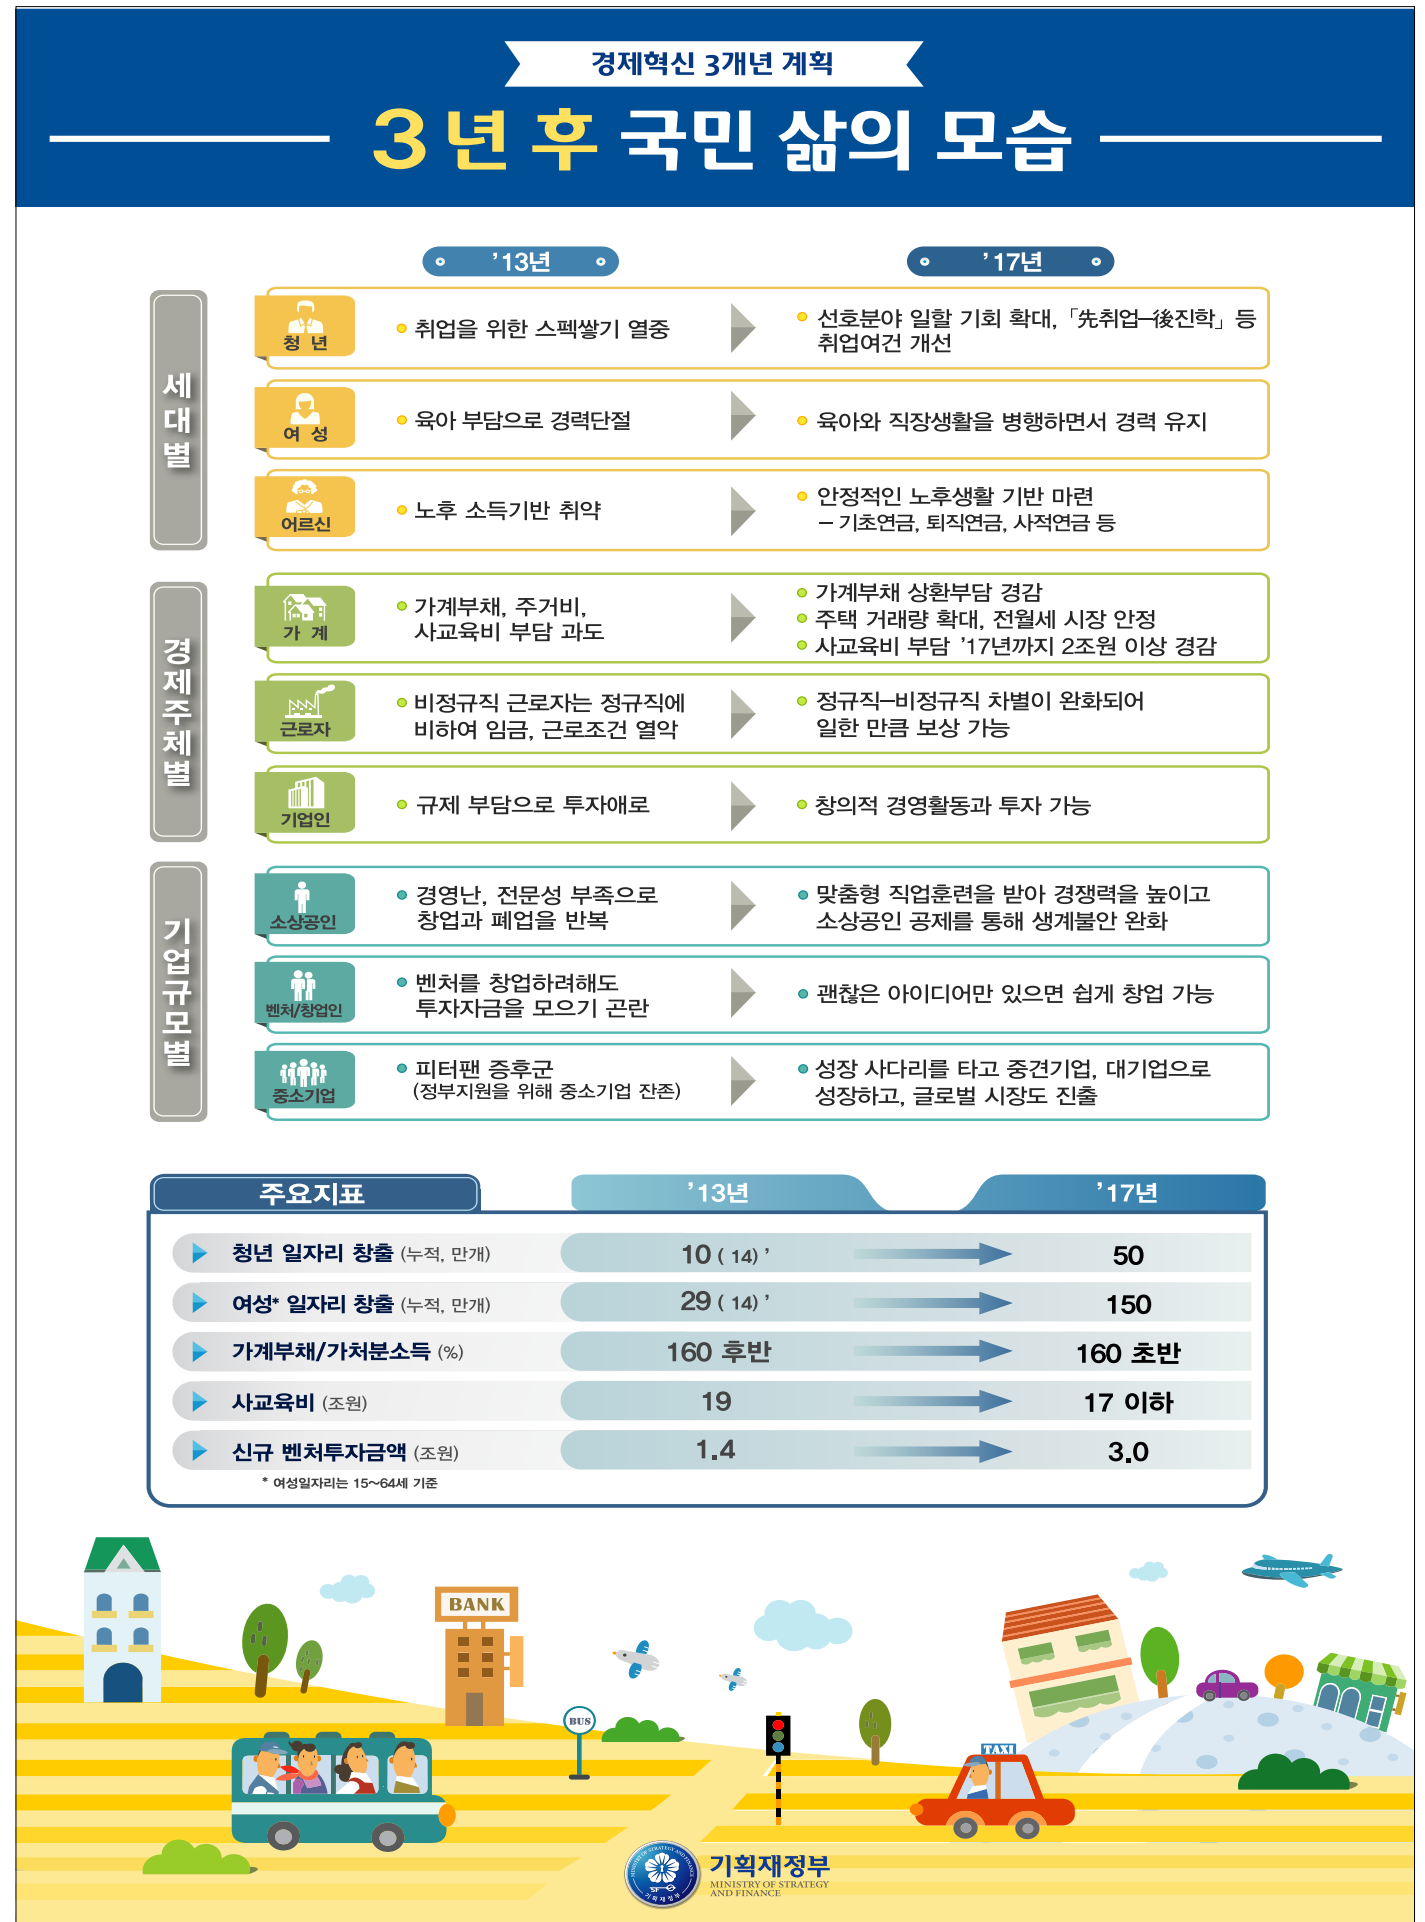 경제혁신 3개년 계획
3년 후 국민 삶의 모습
’13년
’17년
세대별
청 년
취업을 위한 스펙쌓기 열중
선호분야 일할 기회 확대,「先취업–後진학」등
취업여건 개선
여 성
육아 부담으로 경력단절
육아와 직장생활을 병행하면서 경력 유지
어르신
노후 소득기반 취약
안정적인 노후생활 기반 마련
– 기초연금, 퇴직연금, 사적연금 등
경제주체별
가 계
가계부채, 주거비,
사교육비 부담 과도
가계부채 상환부담 경감
주택 거래량 확대, 전월세 시장 안정
사교육비 부담 ’17년까지 2조원 이상 경감
근로자
비정규직 근로자는 정규직에
비하여 임금, 근로조건 열악
정규직–비정규직 차별이 완화되어
일한 만큼 보상 가능
기업인
규제 부담으로 투자애로
창의적 경영활동과 투자 가능
기업규모별
소상공인
경영난, 전문성 부족으로
창업과 폐업을 반복
맞춤형 직업훈련을 받아 경쟁력을 높이고
소상공인 공제를 통해 생계불안 완화
벤처/창업인
벤처를 창업하려해도
투자자금을 모으기 곤란
괜찮은 아이디어만 있으면 쉽게 창업 가능
중소기업
피터팬 증후군
(정부지원을 위해 중소기업 잔존)
성장 사다리를 타고 중견기업, 대기업으로
성장하고, 글로벌 시장도 진출
주요지표
’13년
’17년
청년 일자리 창출 (누적, 만개)
10 ( 14) ’
50
여성* 일자리 창출 (누적, 만개)
29 ( 14) ’
150
가계부채/가처분소득 (%)
160 후반
160 초반
사교육비 (조원)
19
17 이하
신규 벤처투자금액 (조원)
1.4
3.0
* 여성일자리는 15~64세 기준
BANK
BUS
TAXI
MINISTRY OF STRATEGY AND FINANCE
기획재정부
기획재정부
MINISTRY OF STRATEGY
AND FINANCE